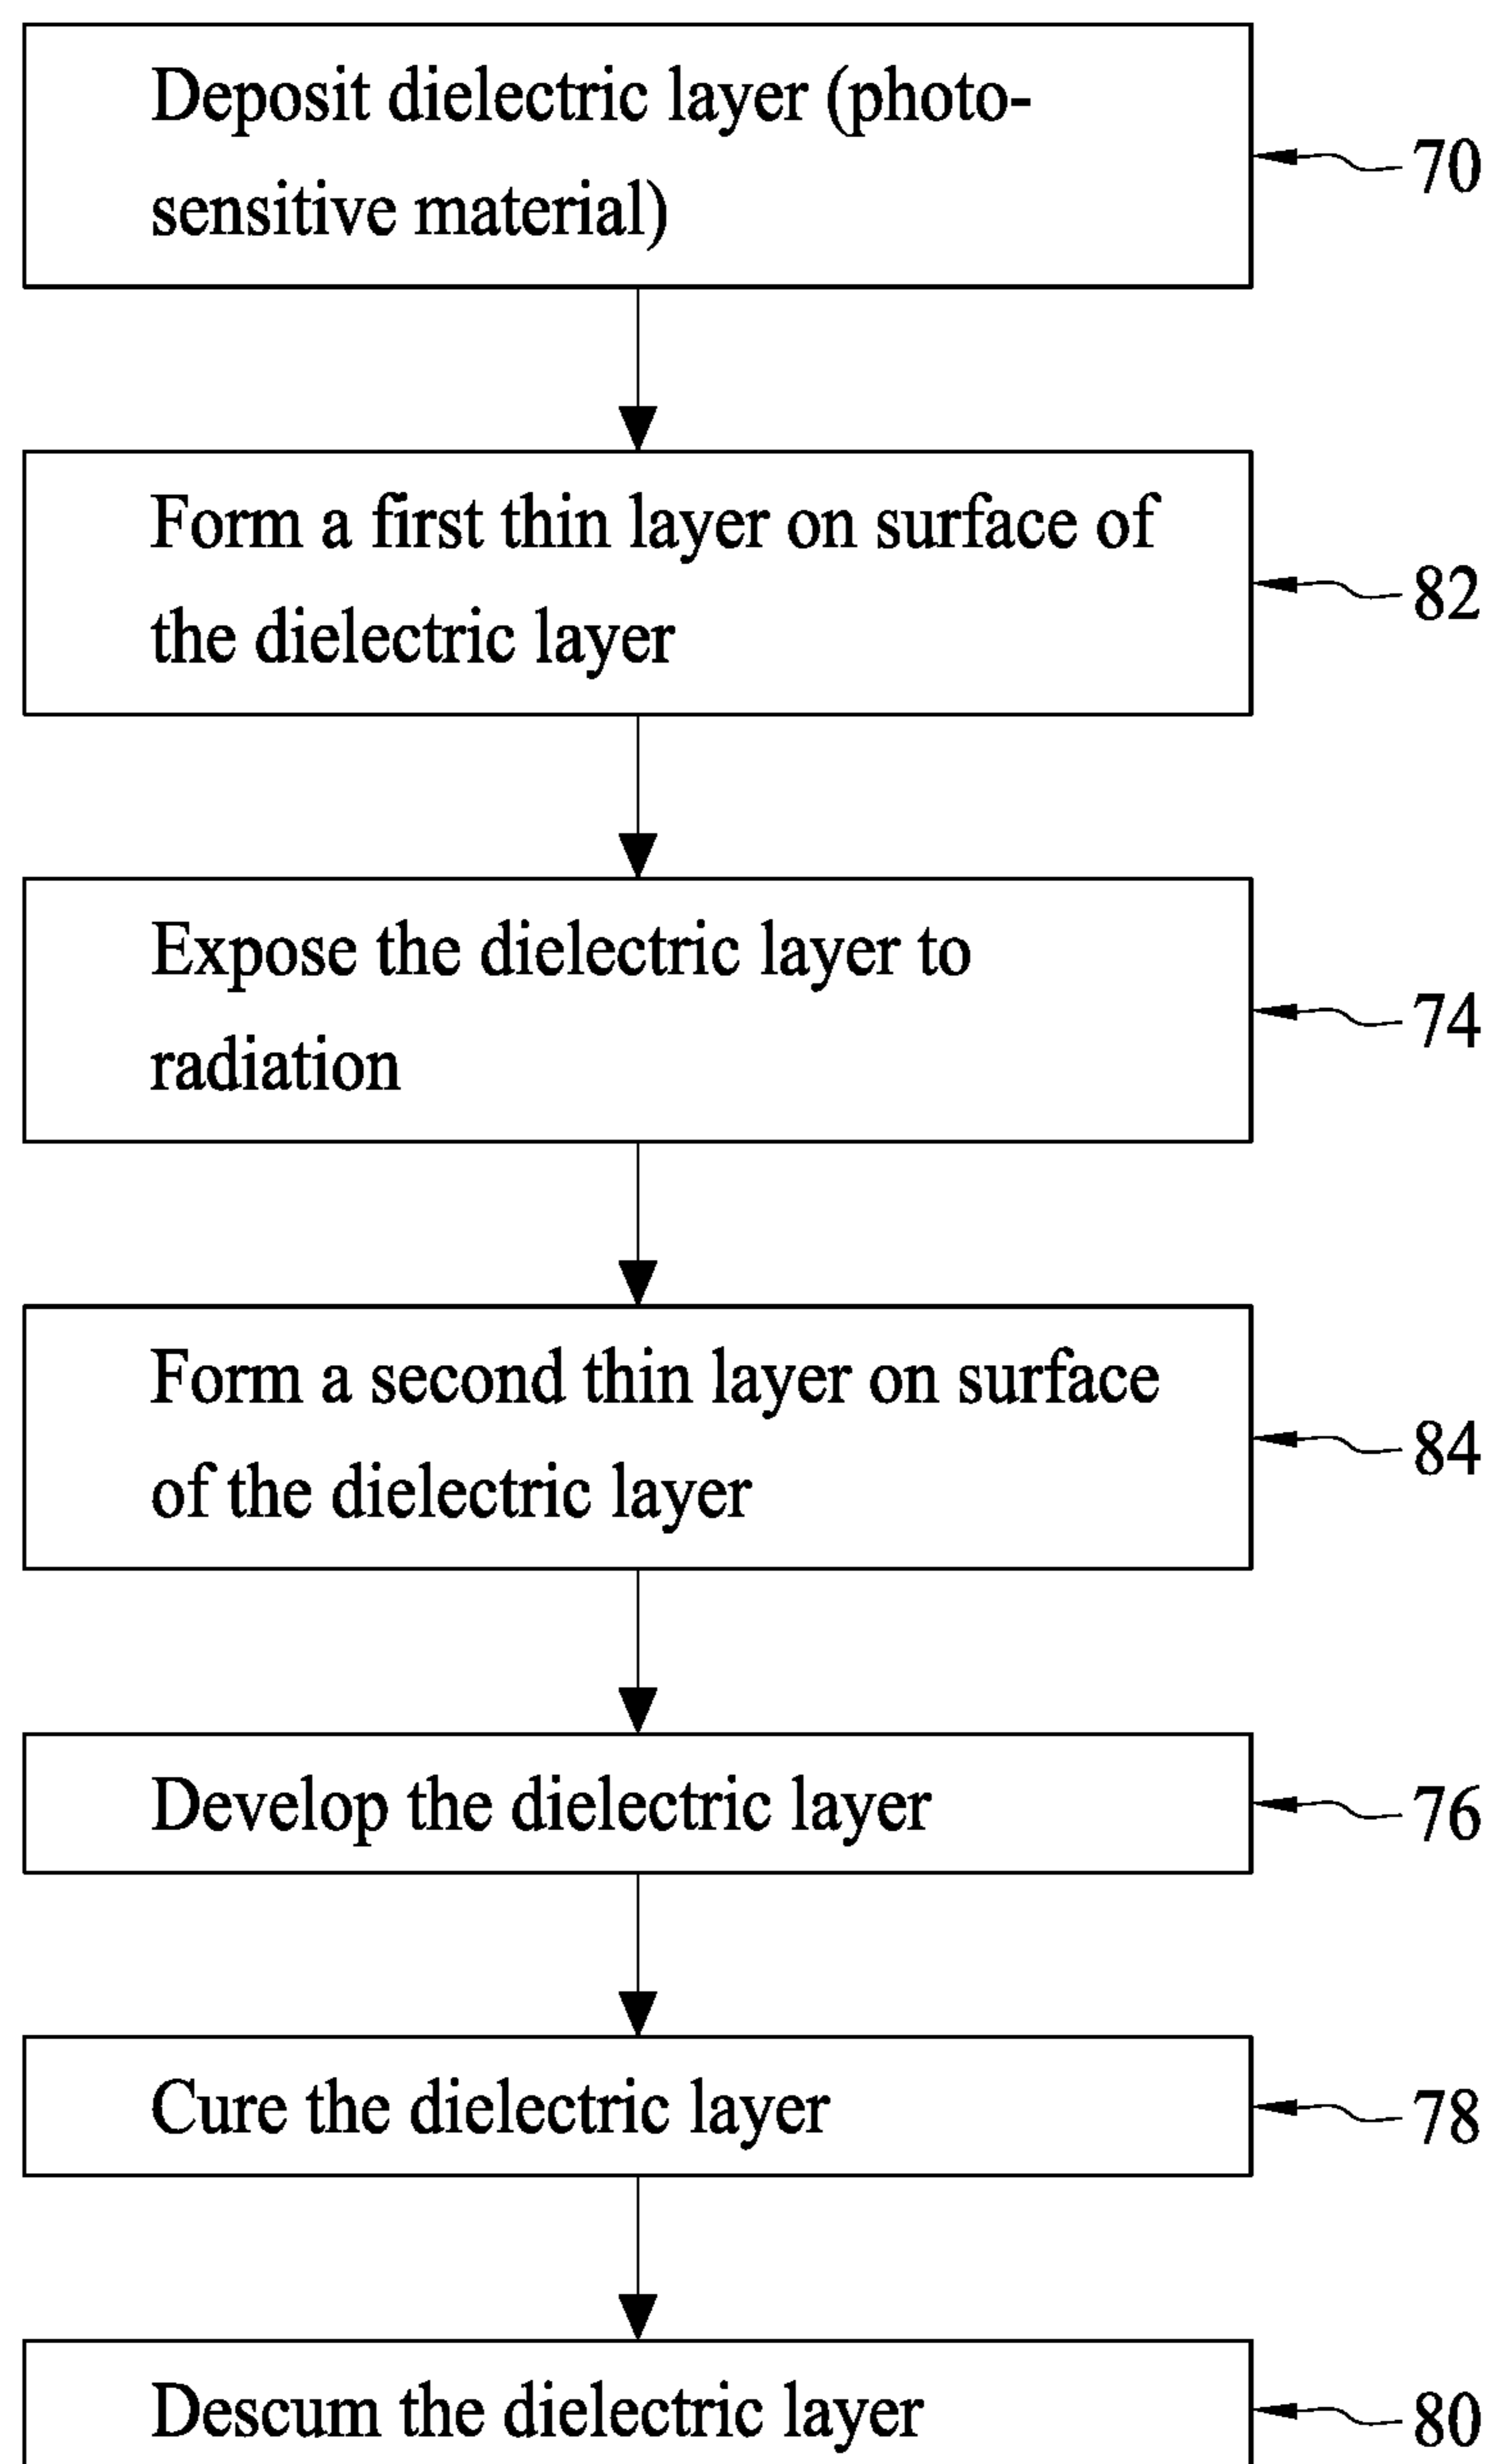 Deposit dielectric layer (photo-
sensitive material)
70
Form a first thin layer on surface of
the dielectric layer
82
Expose the dielectric layer to
radiation
74
Form a second thin layer on surface
of the dielectric layer
84
Develop the dielectric layer
76
Cure the dielectric layer
78
Descum the dielectric layer
80